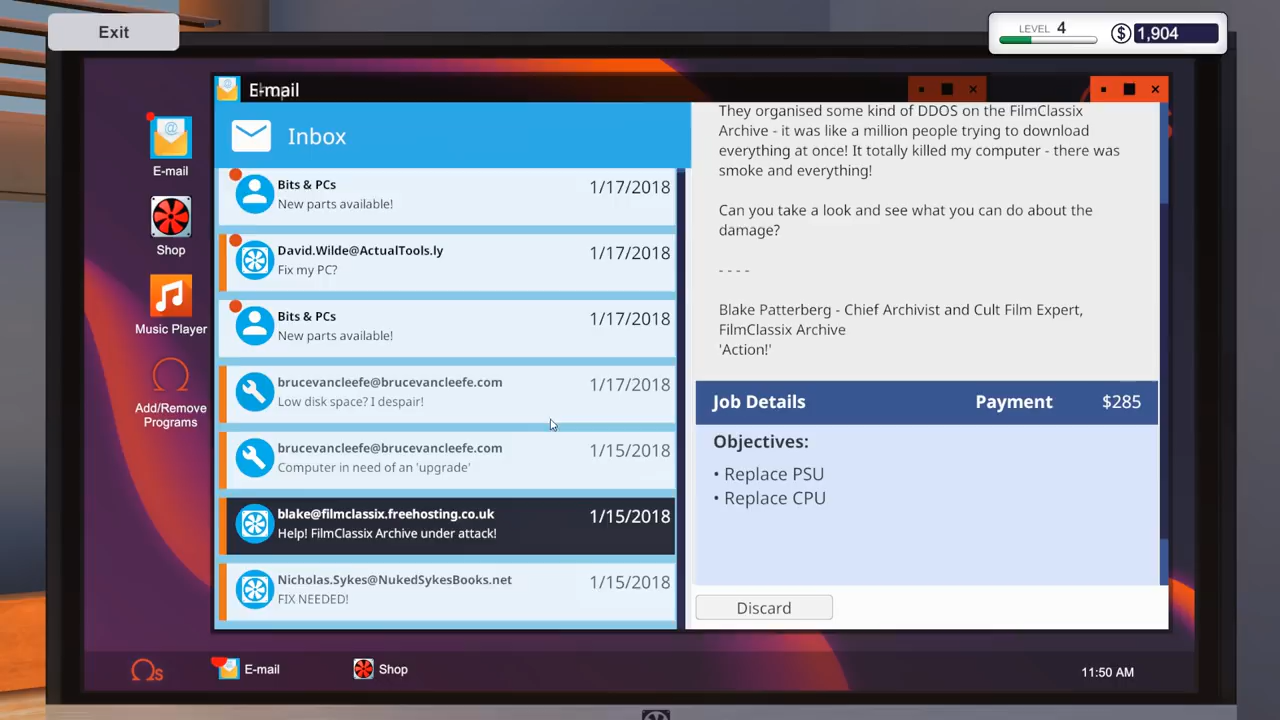 Exit
LEVEL 4
$ 1,904
E-mail
Inbox
Bits & PCs
1/17/2018
New parts available!
David.Wilde@ActualTools.ly
1/17/2018
Fix my PC?
Bits & PCs
1/17/2018
New parts available!
brucevancleefe@brucevancleefe.com
1/17/2018
Low disk space? I despair!
brucevancleefe@brucevancleefe.com
1/15/2018
Computer in need of an 'upgrade'
blake@filmclassix.freehosting.co.uk
1/15/2018
Help! FilmClassix Archive under attack!
Nicholas.Sykes@NukedSykesBooks.net
1/15/2018
FIX NEEDED!
They organised some kind of DDOS on the FilmClassix
Archive - it was like a million people trying to download
everything at once! It totally killed my computer - there was
smoke and everything!
Can you take a look and see what you can do about the
damage?
- - - -
Blake Patterberg - Chief Archivist and Cult Film Expert,
FilmClassix Archive
'Action!'
Job Details
Payment
$285
Objectives:
• Replace PSU
• Replace CPU
Discard
E-mail
Shop
Music Player
Add/Remove
Programs
Ωs
E-mail
Shop
11:50 AM